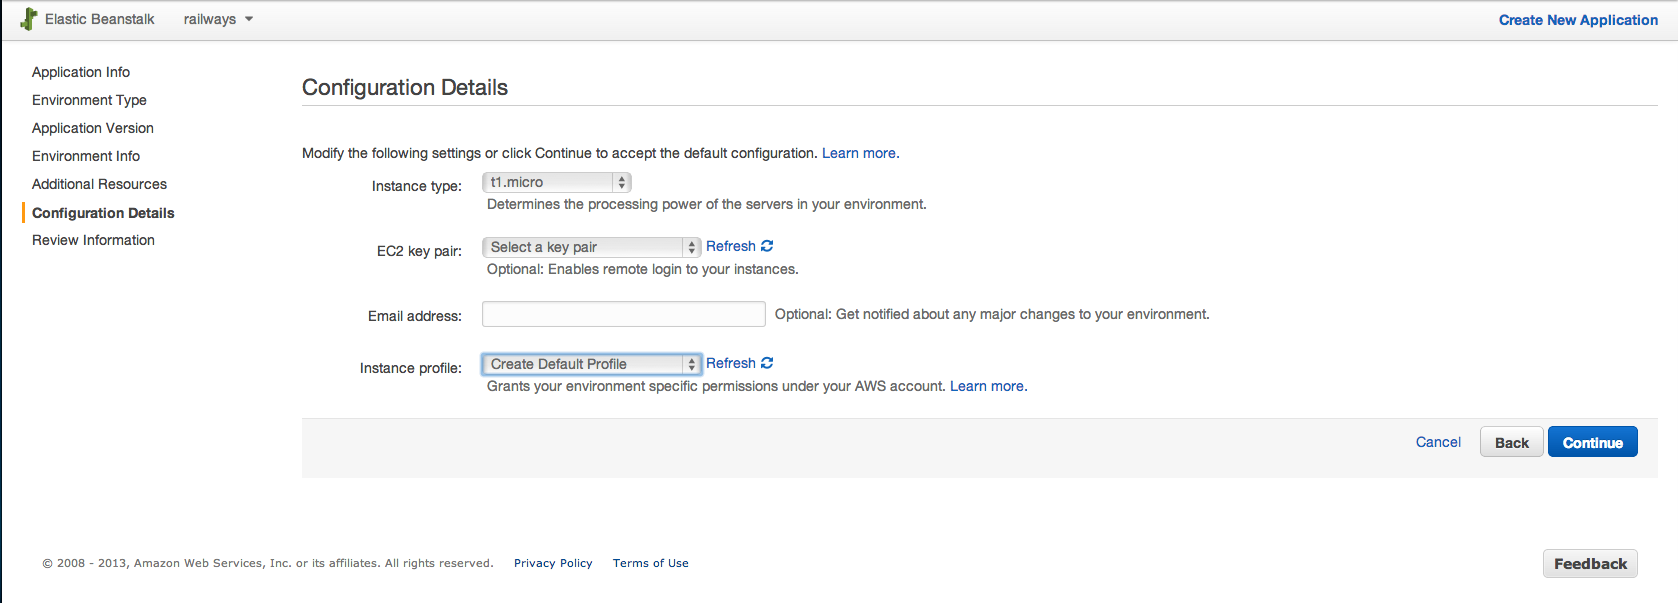 Elastic Beanstalk railways Create New Application
Application Info
Environment Type
Application Version
Environment Info
Additional Resources
Configuration Details
Review Information
Configuration Details
Modify the following settings or click Continue to accept the default configuration. Learn more.
Instance type: t1.micro
Determines the processing power of the servers in your environment.
EC2 key pair: Select a key pair Refresh
Optional: Enables remote login to your instances.
Email address: Optional: Get notified about any major changes to your environment.
Instance profile: Create Default Profile Refresh
Grants your environment specific permissions under your AWS account. Learn more.
Cancel Back Continue
© 2008 - 2013, Amazon Web Services, Inc. or its affiliates. All rights reserved. Privacy Policy Terms of Use Feedback